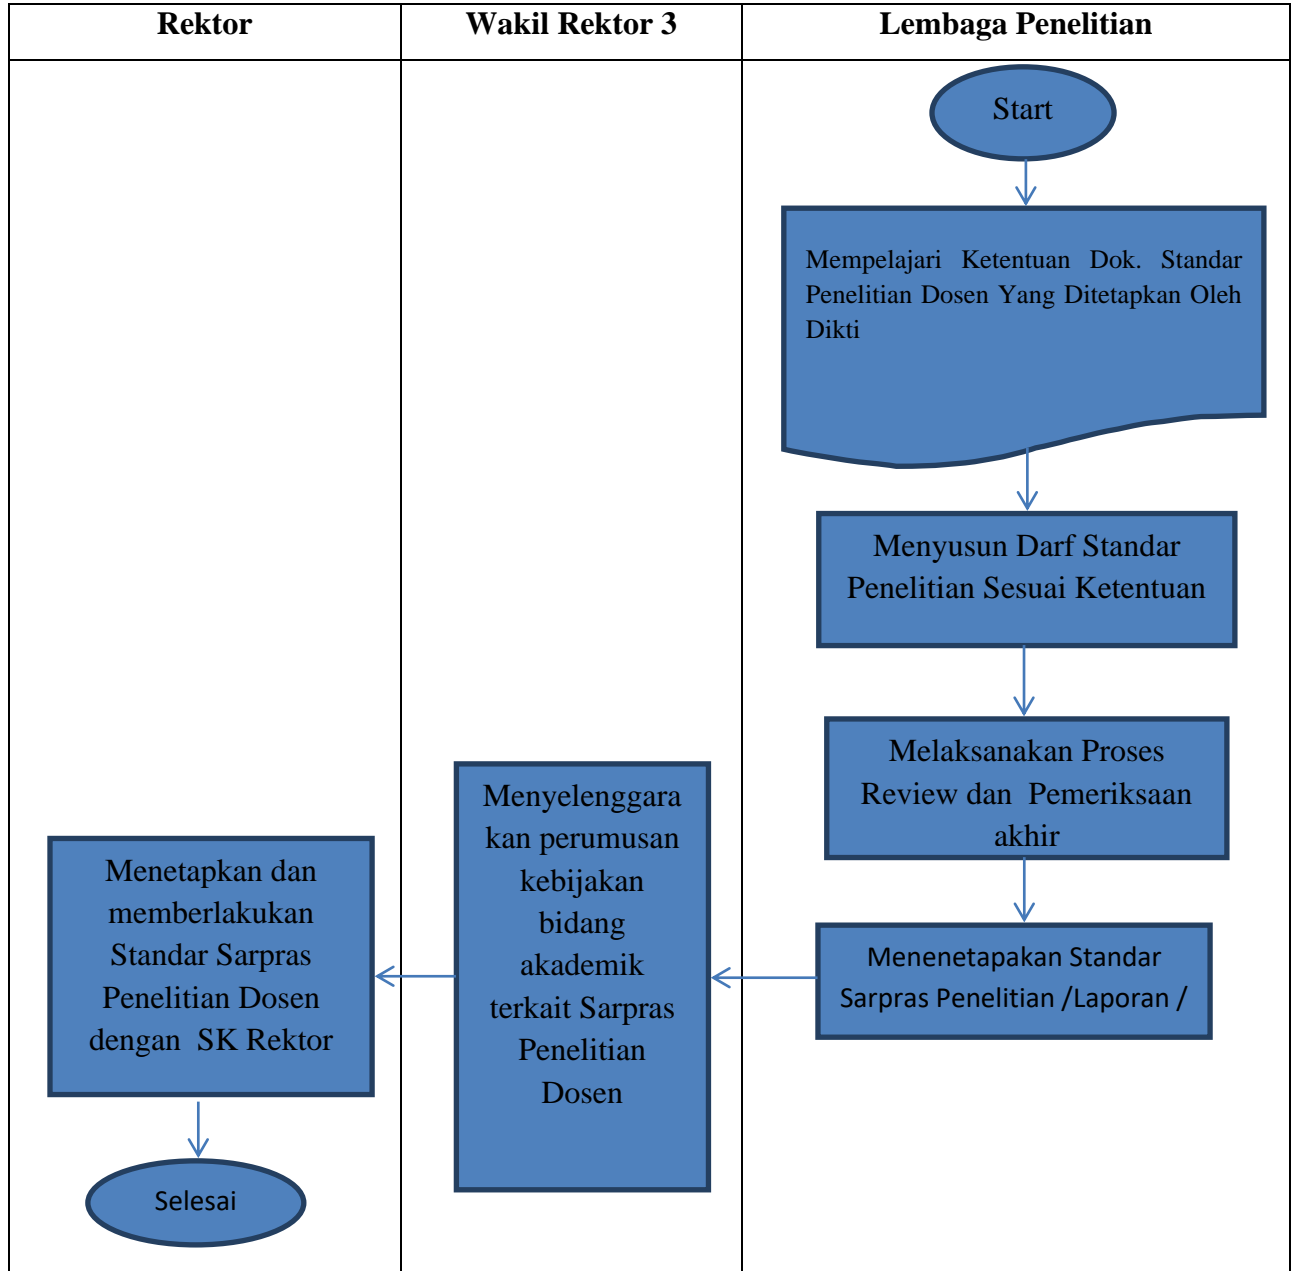 Rektor
Wakil Rektor 3
Lembaga Penelitian
Start
Mempelajari Ketentuan Dok. Standar
Penelitian Dosen Yang Ditetapkan Oleh
Dikti
Menyusun Darf Standar
Penelitian Sesuai Ketentuan
Melaksanakan Proses
Review dan Pemeriksaan
akhir
Menenetapakan Standar
Sarpras Penelitian /Laporan /
Menyelenggara
kan perumusan
kebijakan
bidang
akademik
terkait Sarpras
Penelitian
Dosen
Menetapkan dan
memberlakukan
Standar Sarpras
Penelitian Dosen
dengan SK Rektor
Selesai